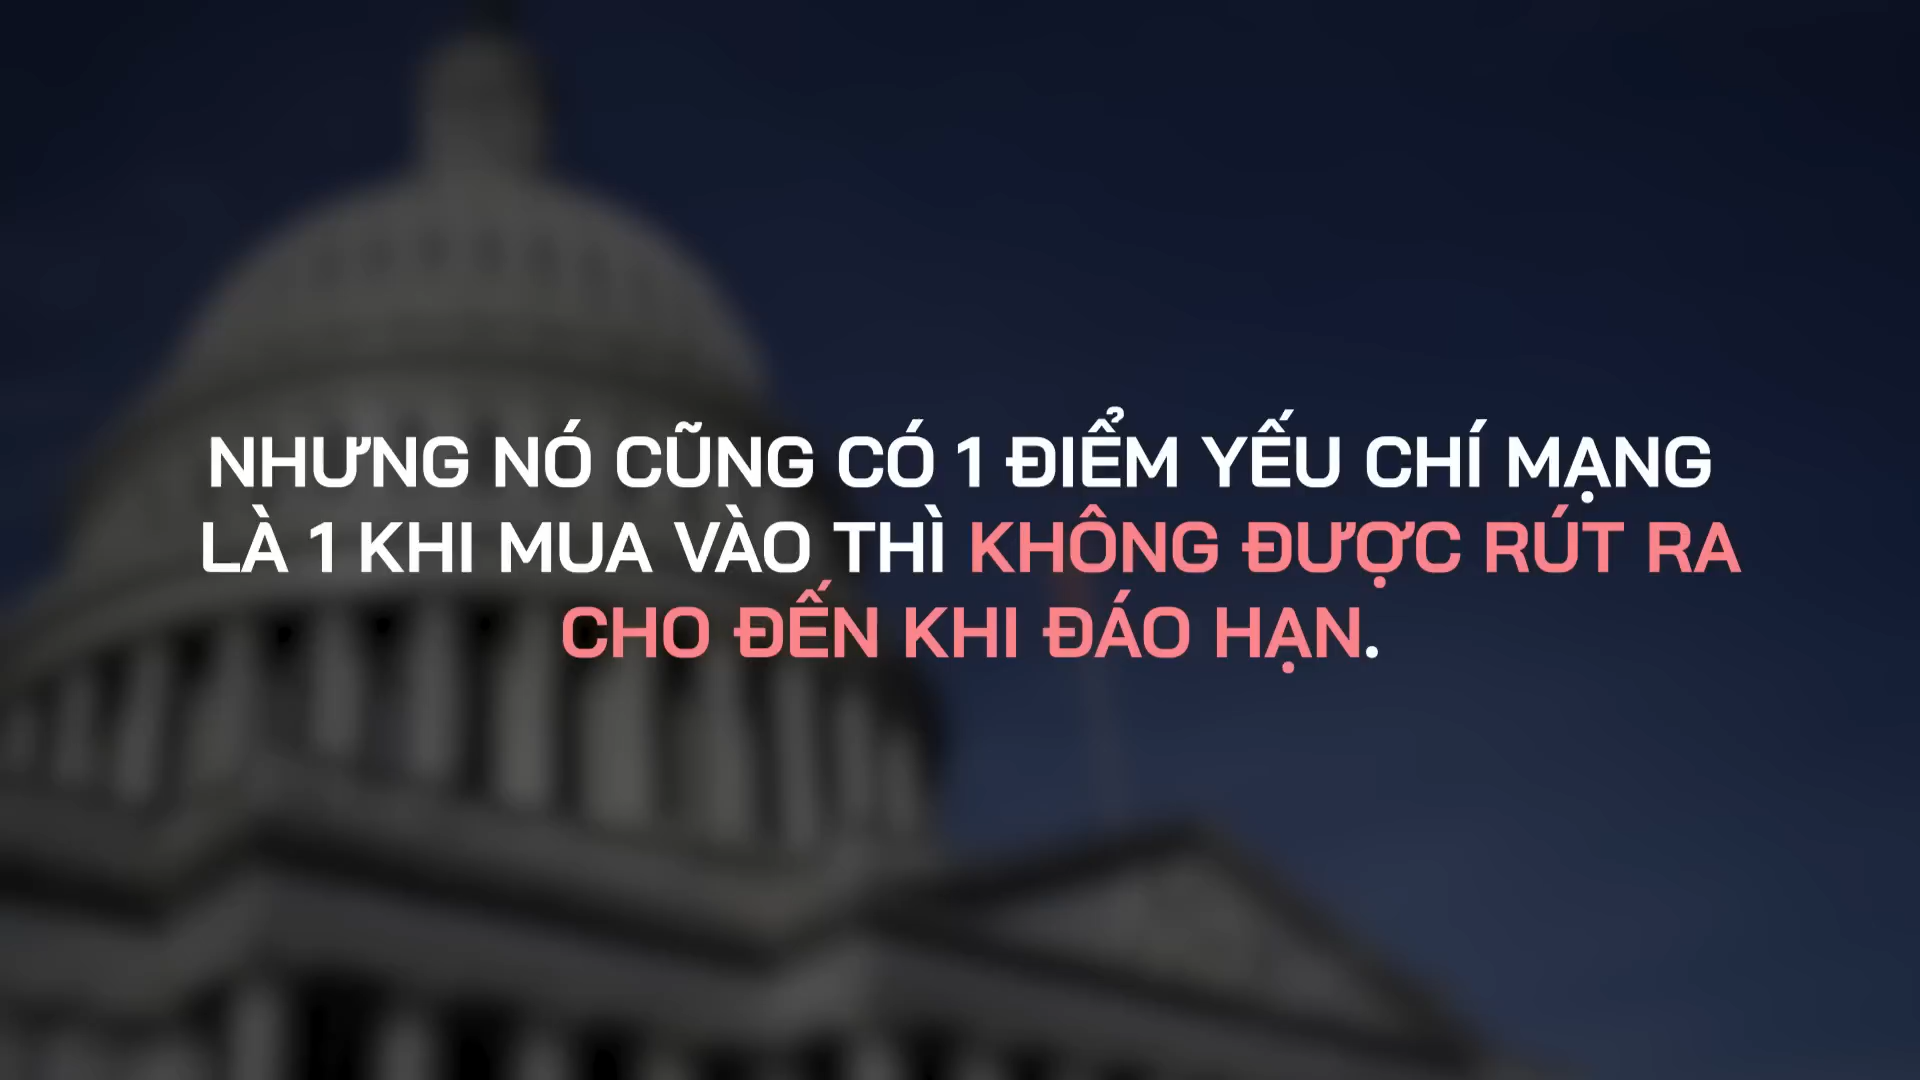 NHƯNG NÓ CŨNG CÓ 1 ĐIỂM YẾU CHÍ MẠNG
LÀ 1 KHI MUA VÀO THÌ KHÔNG ĐƯỢC RÚT RA
CHO ĐẾN KHI ĐÁO HẠN.